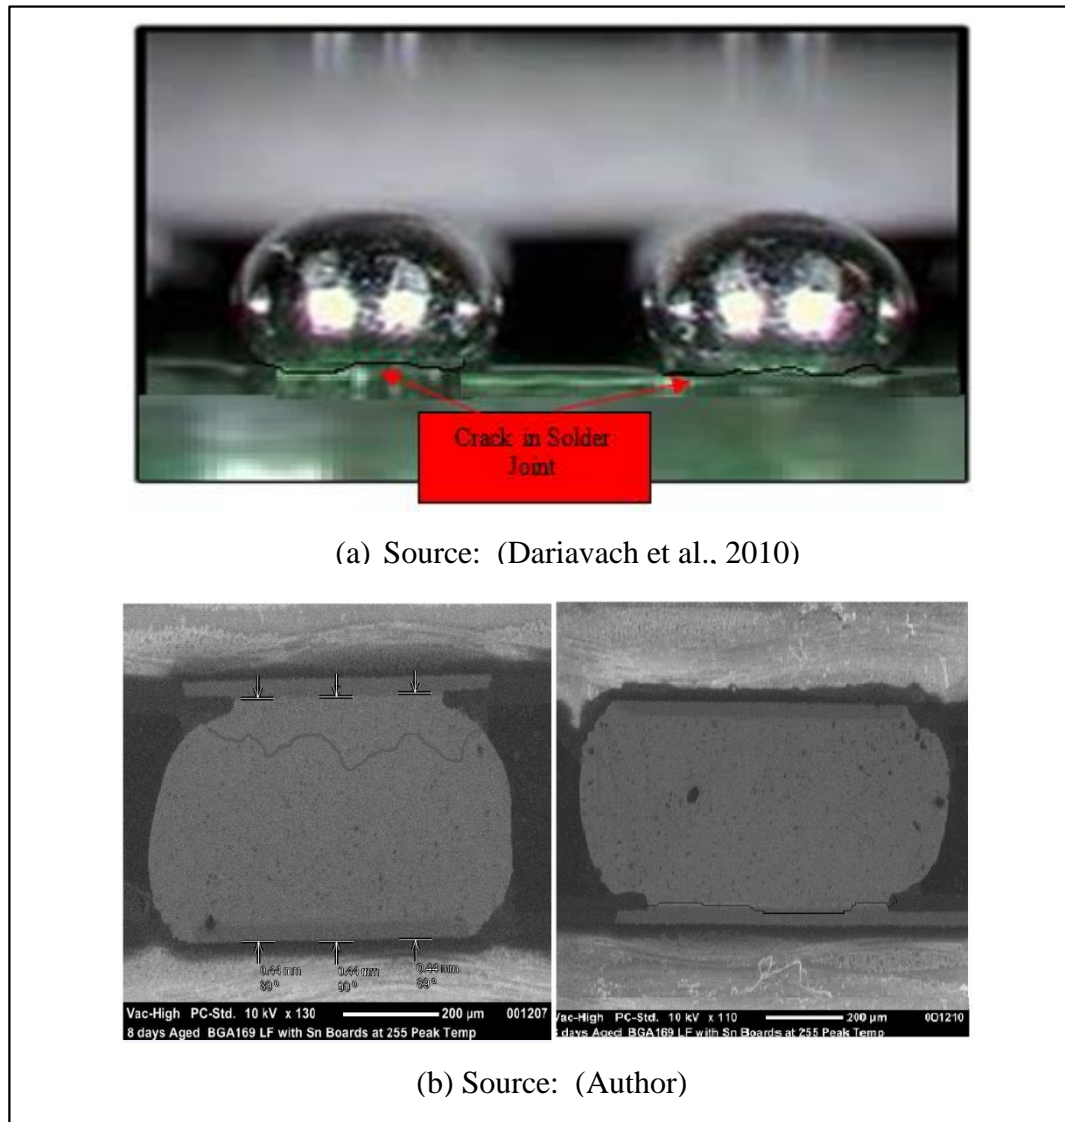 Crack in Solder
Joint
(a) Source: (Dariavach et al., 2010)
0.44 mm 0.44 mm 0.44 mm
89° 90° 89°
Vac-High PC-Std. 10 kV x 130 200 µm 001207
8 days Aged BGA169 LF with Sn Boards at 255 Peak Temp
Vac-High PC-Std. 10 kV x 110 200 µm 001210
days Aged BGA169 LF with Sn Boards at 255 Peak Temp
(b) Source: (Author)